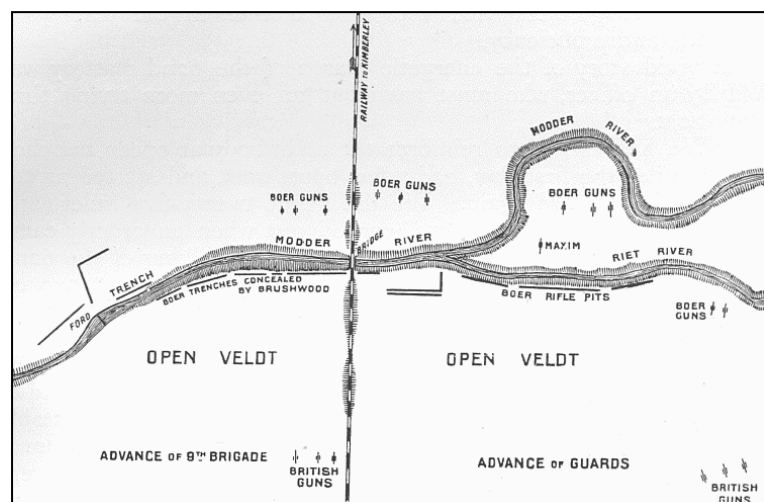 RAILWAY TO KIMBERLEY
MODDER
RIVER
BOER GUNS
BOER GUNS
BOER GUNS
MODDER
BRIDGE
RIVER
MAXIM
RIET RIVER
TRENCH
BOER TRENCHES CONCEALED
BY BRUSHWOOD
FORD
BOER RIFLE PITS
BOER
GUNS
OPEN VELDT
OPEN VELDT
ADVANCE OF 9TH BRIGADE
BRITISH
GUNS
ADVANCE OF GUARDS
BRITISH
GUNS